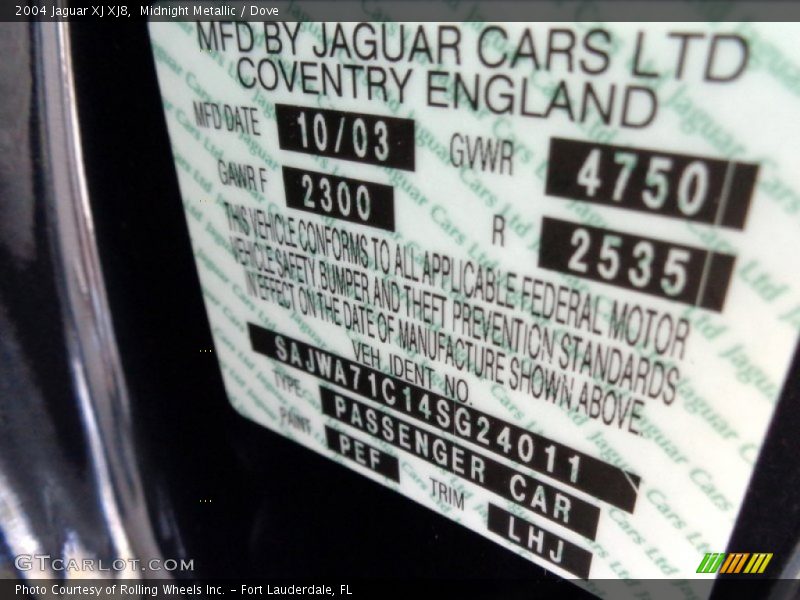 2004 Jaguar XJ XJ8, Midnight Metallic / Dove
MFD BY JAGUAR CARS LTD
COVENTRY ENGLAND
MFD DATE 10/03 GVWR 4750
GAWR F 2300 R 2535
THIS VEHICLE CONFORMS TO ALL APPLICABLE FEDERAL MOTOR
VEHICLE SAFETY, BUMPER AND THEFT PREVENTION STANDARDS
IN EFFECT ON THE DATE OF MANUFACTURE SHOWN ABOVE.
VEH. IDENT NO.
SAJWA71C14SG24011
TYPE PASSENGER CAR
PAINT PEF TRIM LHJ
GTCARLOT.COM
Photo Courtesy of Rolling Wheels Inc. – Fort Lauderdale, FL